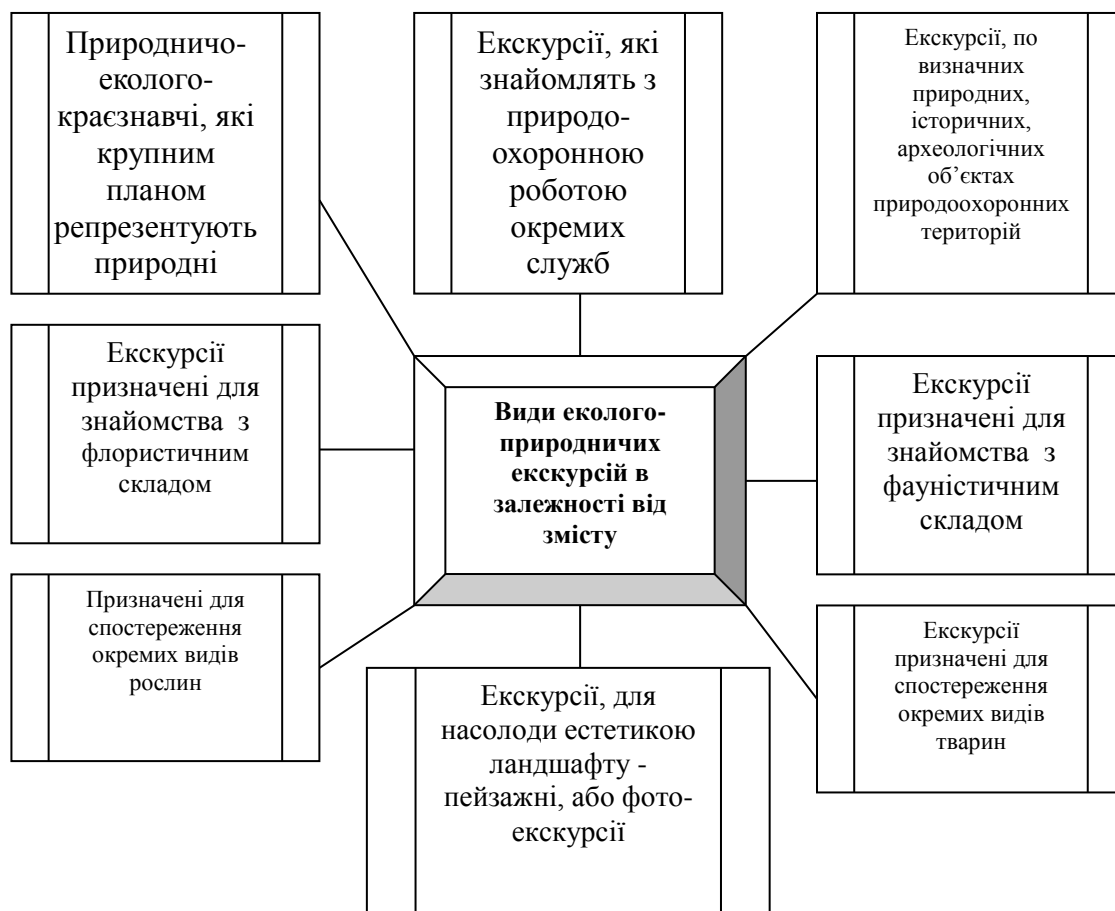 Природничо-
еколого-
краєзнавчі, які
крупним
планом
репрезентують
природні
Екскурсії, які
знайомлять з
природо-
охоронною
роботою
окремих
служб
Екскурсії, по
визначних
природних,
історичних,
археологічних
об’єктах
природоохоронних
територій
Екскурсії
призначені для
знайомства з
флористичним
складом
Види еколого-
природничих
екскурсій в
залежності від
змісту
Екскурсії
призначені для
знайомства з
фауністичним
складом
Призначені для
спостереження
окремих видів
рослин
Екскурсії, для
насолоди естетикою
ландшафту -
пейзажні, або фото-
екскурсії
Екскурсії
призначені для
спостереження
окремих видів
тварин